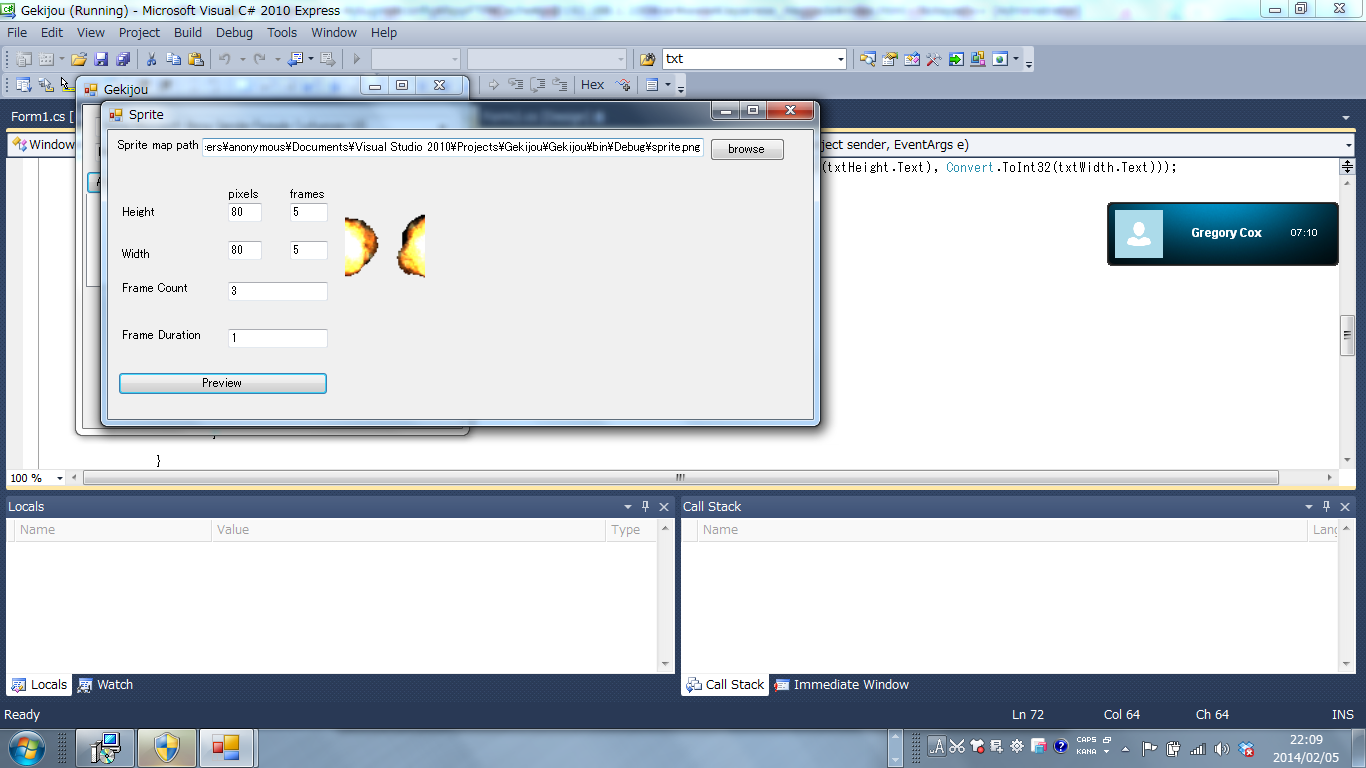 Gekijou (Running) - Microsoft Visual C# 2010 Express
File Edit View Project Build Debug Tools Window Help
txt
Hex
Gekijou
Form1.cs [
Sprite
Window
ject sender, EventArgs e)
Sprite map path :ers¥anonymous¥Documents¥Visual Studio 2010¥Projects¥Gekijou¥Gekijou¥bin¥Debug¥sprite.png browse
(txtHeight.Text), Convert.ToInt32(txtWidth.Text)));
pixels frames
Height 80 5
Width 80 5
Frame Count 3
Frame Duration 1
Preview
Gregory Cox 07:10
}
100 %
Locals
Name Value Type
Call Stack
Name Lang
Locals Watch
Call Stack Immediate Window
Ready Ln 72 Col 64 Ch 64 INS
A CAPS KANA
22:09
2014/02/05